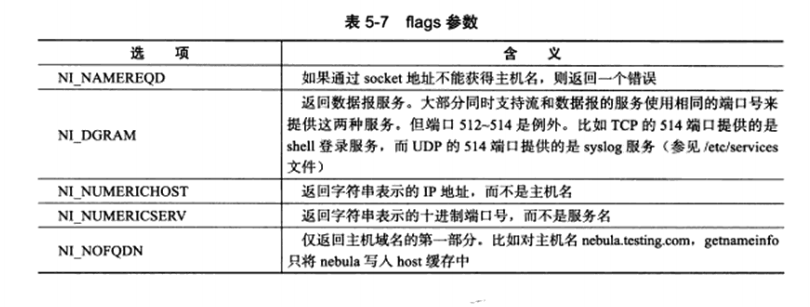 表 5-7 flags 参数
选 项 含 义
NI_NAMEREQD 如果通过 socket 地址不能获得主机名，则返回一个错误
返回数据报服务。大部分同时支持流和数据报的服务使用相同的端口号来
NI_DGRAM 提供这两种服务。但端口 512~514 是例外。比如 TCP 的 514 端口提供的是
shell 登录服务，而 UDP 的 514 端口提供的是 syslog 服务（参见 /etc/services
文件）
NI_NUMERICHOST 返回字符串表示的 IP 地址，而不是主机名
NI_NUMERICSERV 返回字符串表示的十进制端口号，而不是服务名
NI_NOFQDN 仅返回主机域名的第一部分。比如对主机名 nebula.testing.com，getnameinfo
只将 nebula 写入 host 缓存中